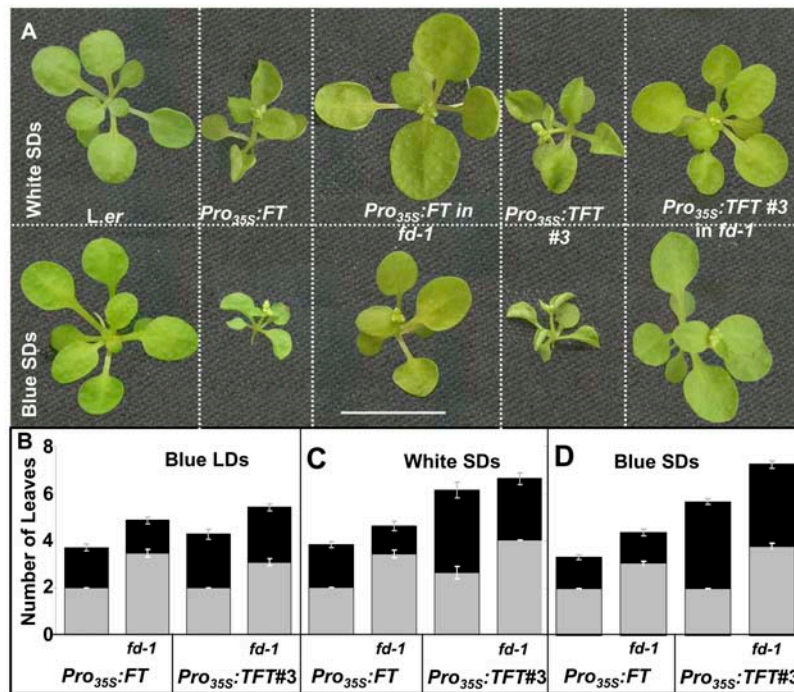 A
White SDs
L.er
Pro35S:FT
Pro35S:FT in
fd-1
Pro35S:TFT
#3
Pro35S:TFT #3
in fd-1
Blue SDs
B
Blue LDs
C
White SDs
D
Blue SDs
Number of Leaves
8
6
4
2
0
fd-1
fd-1
fd-1
fd-1
fd-1
fd-1
Pro35S:FT
Pro35S:TFT#3
Pro35S:FT
Pro35S:TFT#3
Pro35S:FT
Pro35S:TFT#3